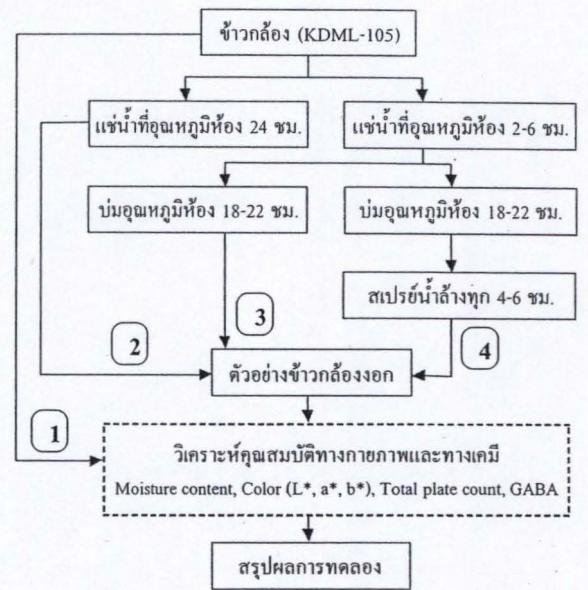 ข้าวกล้อง (KDML-105)
แช่น้ำที่อุณหภูมิห้อง 24 ชม.
แช่น้ำที่อุณหภูมิห้อง 2-6 ชม.
บ่มอุณหภูมิห้อง 18-22 ชม.
บ่มอุณหภูมิห้อง 18-22 ชม.
สเปรย์น้ำล้างทุก 4-6 ชม.
3
4
2
ตัวอย่างข้าวกล้องงอก
1
วิเคราะห์คุณสมบัติทางกายภาพและทางเคมี
Moisture content, Color (L*, a*, b*), Total plate count, GABA
สรุปผลการทดลอง